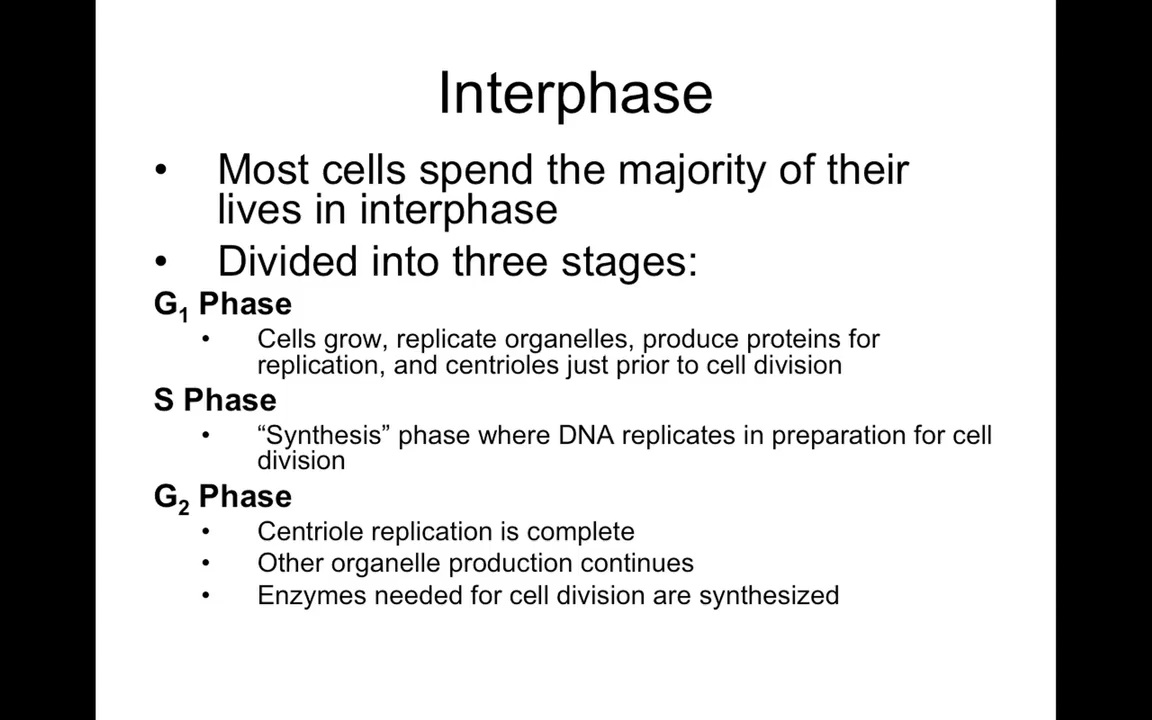 Interphase
• Most cells spend the majority of their
lives in interphase
• Divided into three stages:
G₁ Phase
• Cells grow, replicate organelles, produce proteins for
replication, and centrioles just prior to cell division
S Phase
• “Synthesis” phase where DNA replicates in preparation for cell
division
G₂ Phase
• Centriole replication is complete
• Other organelle production continues
• Enzymes needed for cell division are synthesized